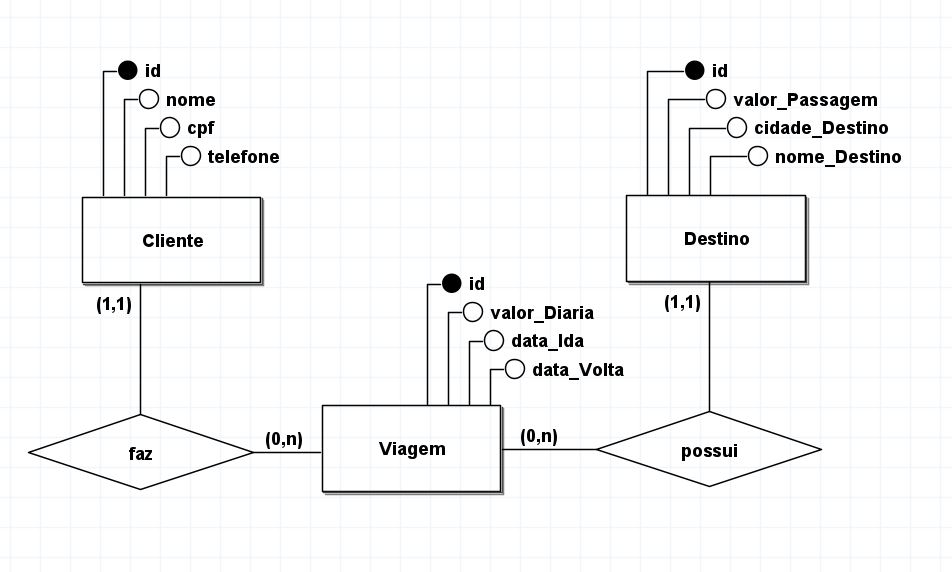 id
nome
cpf
telefone
Cliente
(1,1)
faz
(0,n)
id
valor_Diaria
data_Ida
data_Volta
Viagem
(0,n)
id
valor_Passagem
cidade_Destino
nome_Destino
Destino
(1,1)
possui